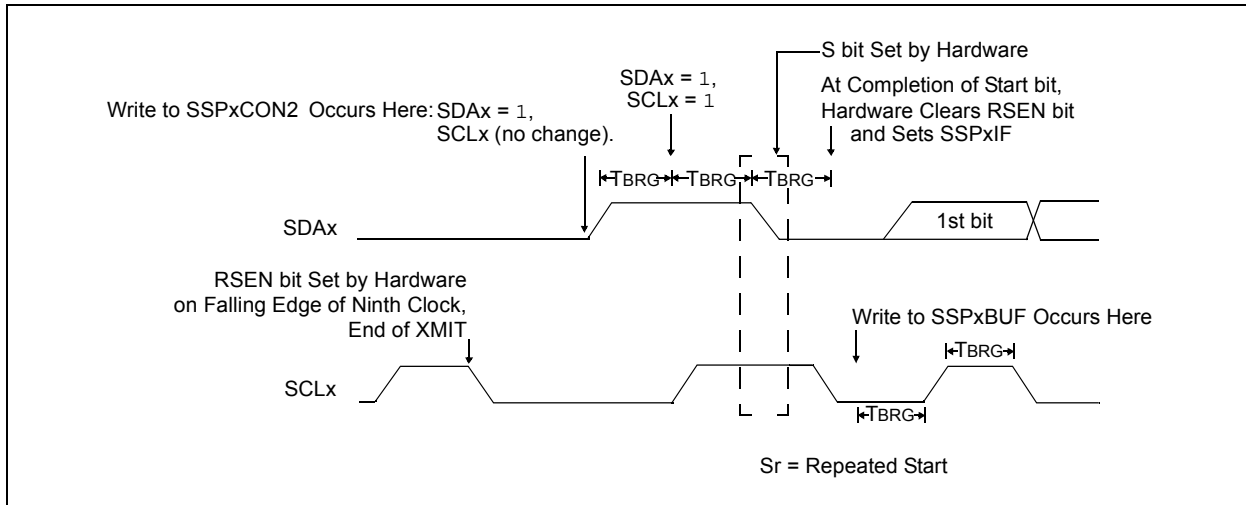 S bit Set by Hardware
SDAx = 1,
SCLx = 1
At Completion of Start bit,
Hardware Clears RSEN bit
and Sets SSPxIF
Write to SSPxCON2 Occurs Here: SDAx = 1,
SCLx (no change).
TBRG TBRG TBRG
SDAx
1st bit
RSEN bit Set by Hardware
on Falling Edge of Ninth Clock,
End of XMIT
Write to SSPxBUF Occurs Here
TBRG
SCLx
TBRG
Sr = Repeated Start